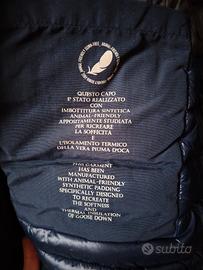 QUESTO CAPO
È STATO REALIZZATO
CON
IMBOTTITURA SINTETICA
ANIMAL-FRIENDLY
APPOSITAMENTE STUDIATA
PER RICREARE
LA SOFFICITÀ
E
L'ISOLAMENTO TERMICO
DELLA VERA PIUMA D'OCA
THIS GARMENT
HAS BEEN
MANUFACTURED
WITH ANIMAL-FRIENDLY
SYNTHETIC PADDING
SPECIFICALLY DESIGNED
TO RECREATE
THE SOFTNESS
AND
THERMAL INSULATION
OF GOOSE DOWN
subito